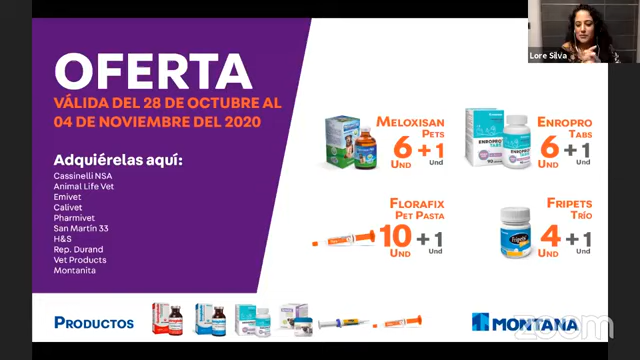 OFERTA
VÁLIDA DEL 28 DE OCTUBRE AL
04 DE NOVIEMBRE DEL 2020
Adquiérelas aquí:
Cassinelli NSA
Animal Life Vet
Emivet
Calivet
Pharmivet
San Martín 33
H&S
Rep. Durand
Vet Products
Montanita
MELOXISAN
PETS
6 + 1
UND Und
ENROPRO
TABS
6 + 1
UND Und
ENROPRO
TABS
FLORAFIX
PET PASTA
10 + 1
UND Und
FRIPETS
TRÍO
4 + 1
UND Und
Fripets
PRODUCTOS
MONTANA
Lore Silva
zoom